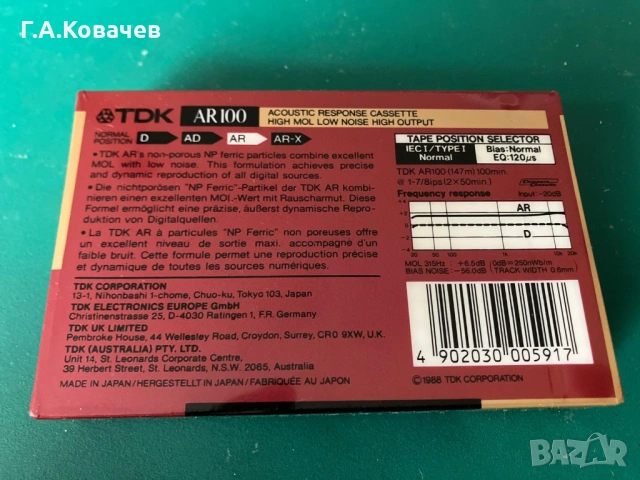 Г.А.Ковачев
TDK AR100
ACOUSTIC RESPONSE CASSETTE
HIGH MOL LOW NOISE HIGH OUTPUT
NORMAL POSITION D AD AR AR-X
• TDK AR's non-porous NP ferric particles combine excellent
MOL with low noise. This formulation achieves precise
and dynamic reproduction of all digital sources.
• Die nichtporösen "NP Ferric"-Partikel der TDK AR kombi-
nieren einen exzellenten MOL-Wert mit Rauscharmut. Diese
Formel ermöglicht eine präzise, äußerst dynamische Repro-
duktion von Digitalquellen.
• La TDK AR à particules "NP Ferric" non poreuses offre
un excellent niveau de sortie maxi. accompagné d'un
faible bruit. Cette formule permet une reproduction précise
et dynamique de toutes les sources numériques.
TDK CORPORATION
13-1, Nihonbashi 1-chome, Chuo-ku, Tokyo 103, Japan
TDK ELECTRONICS EUROPE GmbH
Christinenstrasse 25, D-4030 Ratingen 1, F.R. Germany
TDK UK LIMITED
Pembroke House, 44 Wellesley Road, Croydon, Surrey, CR0 9XW, U.K.
TDK (AUSTRALIA) PTY. LTD.
Unit 14, St. Leonards Corporate Centre,
39 Herbert Street, St. Leonards, N.S.W. 2065, Australia
MADE IN JAPAN/HERGESTELLT IN JAPAN/FABRIQUÉE AU JAPON
TAPE POSITION SELECTOR
IEC I/TYPE I Bias:Normal
Normal EQ:120μs
TDK AR100 (147m) 100min.
@ 1-7/8ips (2×50min.)
Frequency response Input:-20dB
AR
D
20 100 1k 10k 20k
MOL 315Hz: +6.5dB (0dB=250nWb/m
BIAS NOISE: -56.0dB (TRACK WIDTH 0.6mm)
4 902030 005917
©1988 TDK CORPORATION
BAZAR